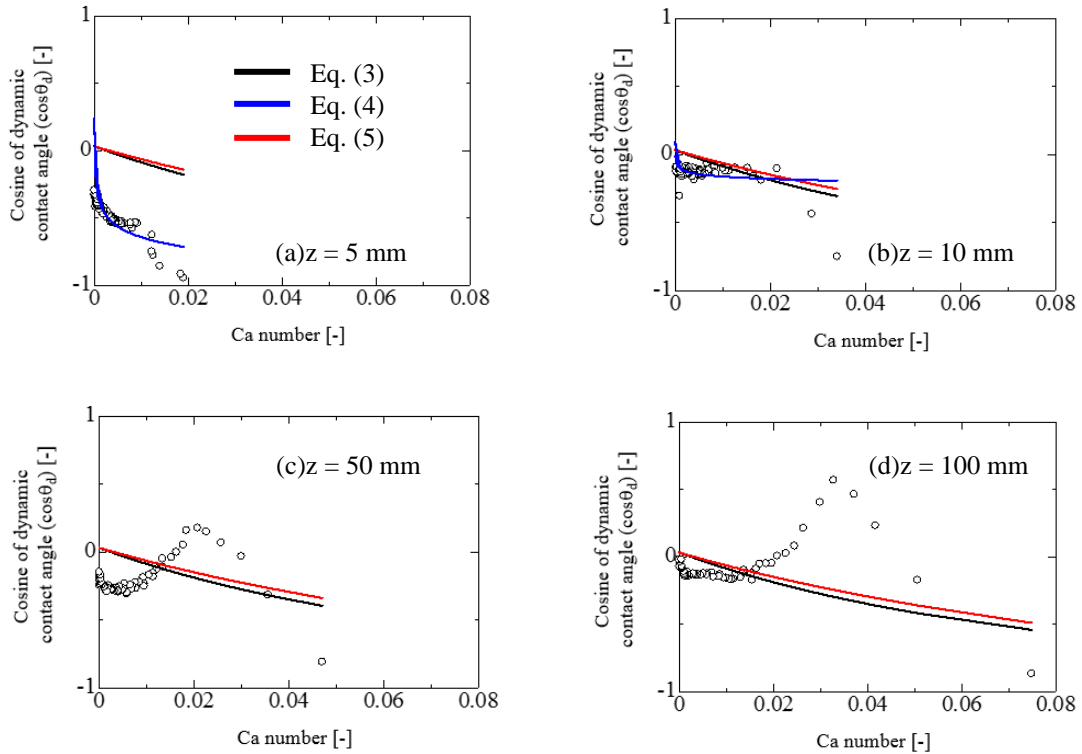 1
0
-1
Cosine of dynamic
contact angle (cosθd) [-]
Eq. (3)
Eq. (4)
Eq. (5)
(a)z = 5 mm
0 0.02 0.04 0.06 0.08
Ca number [-]
1
0
-1
Cosine of dynamic
contact angle (cosθd) [-]
(b)z = 10 mm
0 0.02 0.04 0.06 0.08
Ca number [-]
1
0
-1
Cosine of dynamic
contact angle (cosθd) [-]
(c)z = 50 mm
0 0.02 0.04 0.06 0.08
Ca number [-]
1
0
-1
Cosine of dynamic
contact angle (cosθd) [-]
(d)z = 100 mm
0 0.02 0.04 0.06 0.08
Ca number [-]